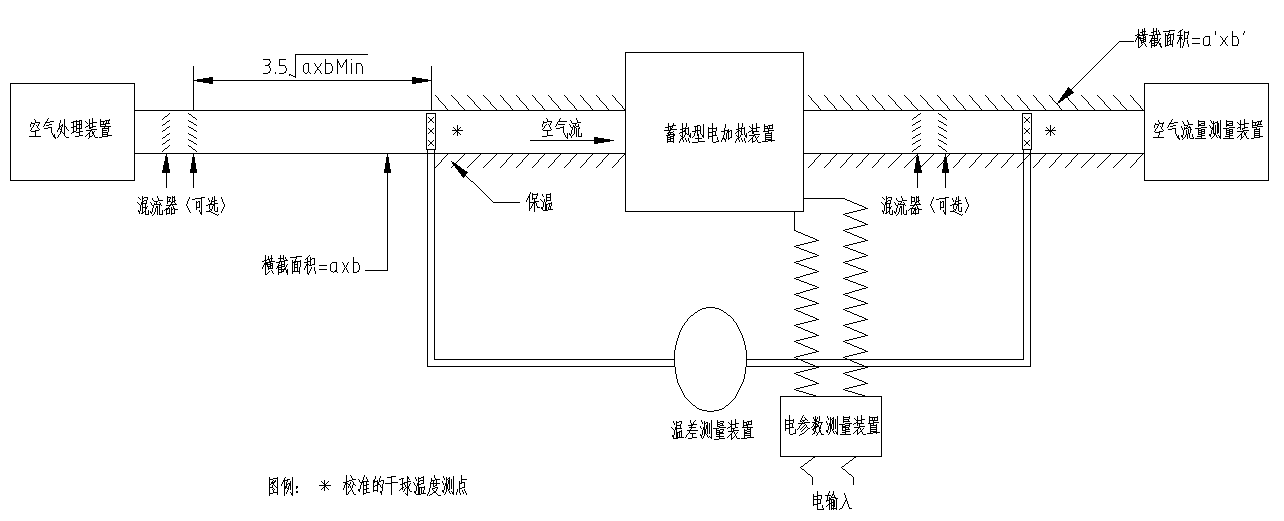 横截面积=a'xb'
3.5√axbMin
空气处理装置
空气流
蓄热型电加热装置
空气流量测量装置
混流器〈可选〉
保温
混流器〈可选〉
横截面积=axb
温差测量装置
电参数测量装置
电输入
图例： * 校准的干球温度测点